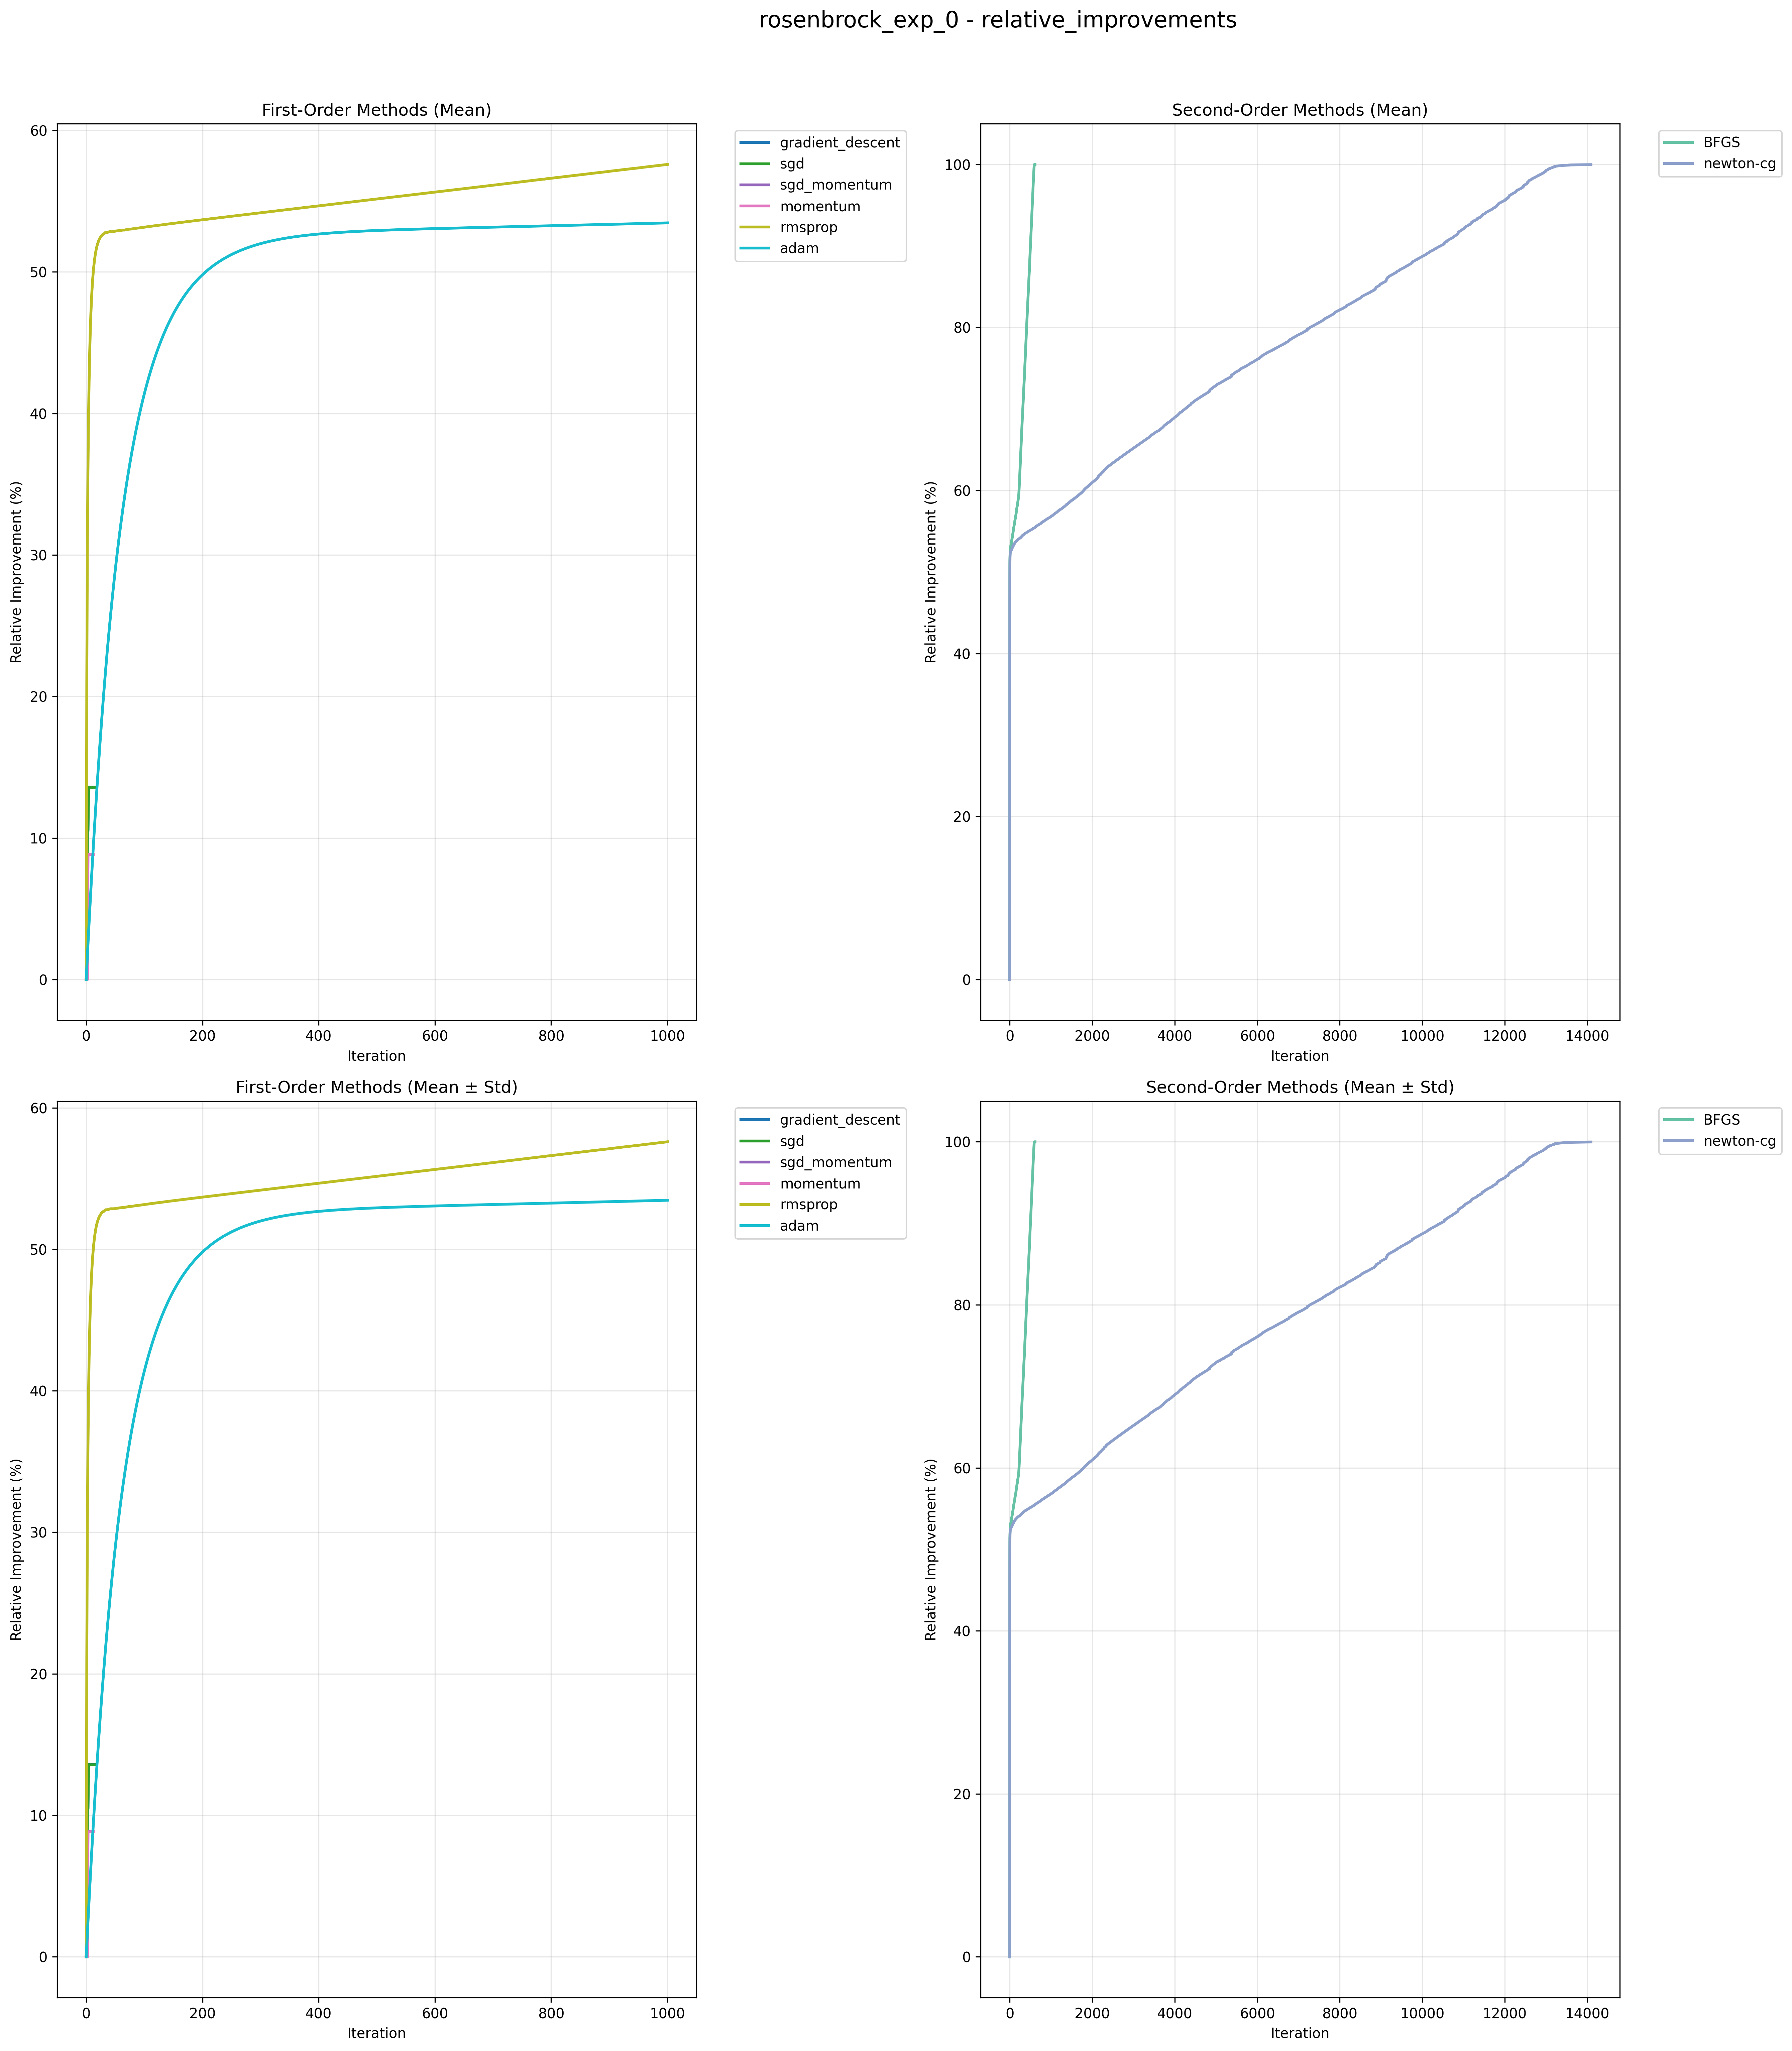 rosenbrock_exp_0 - relative_improvements
First-Order Methods (Mean)
60
50
40
30
20
10
0
Relative Improvement (%)
0 200 400 600 800 1000
Iteration
gradient_descent
sgd
sgd_momentum
momentum
rmsprop
adam
Second-Order Methods (Mean)
100
80
60
40
20
0
Relative Improvement (%)
0 2000 4000 6000 8000 10000 12000 14000
Iteration
BFGS
newton-cg
First-Order Methods (Mean ± Std)
60
50
40
30
20
10
0
Relative Improvement (%)
0 200 400 600 800 1000
Iteration
gradient_descent
sgd
sgd_momentum
momentum
rmsprop
adam
Second-Order Methods (Mean ± Std)
100
80
60
40
20
0
Relative Improvement (%)
0 2000 4000 6000 8000 10000 12000 14000
Iteration
BFGS
newton-cg